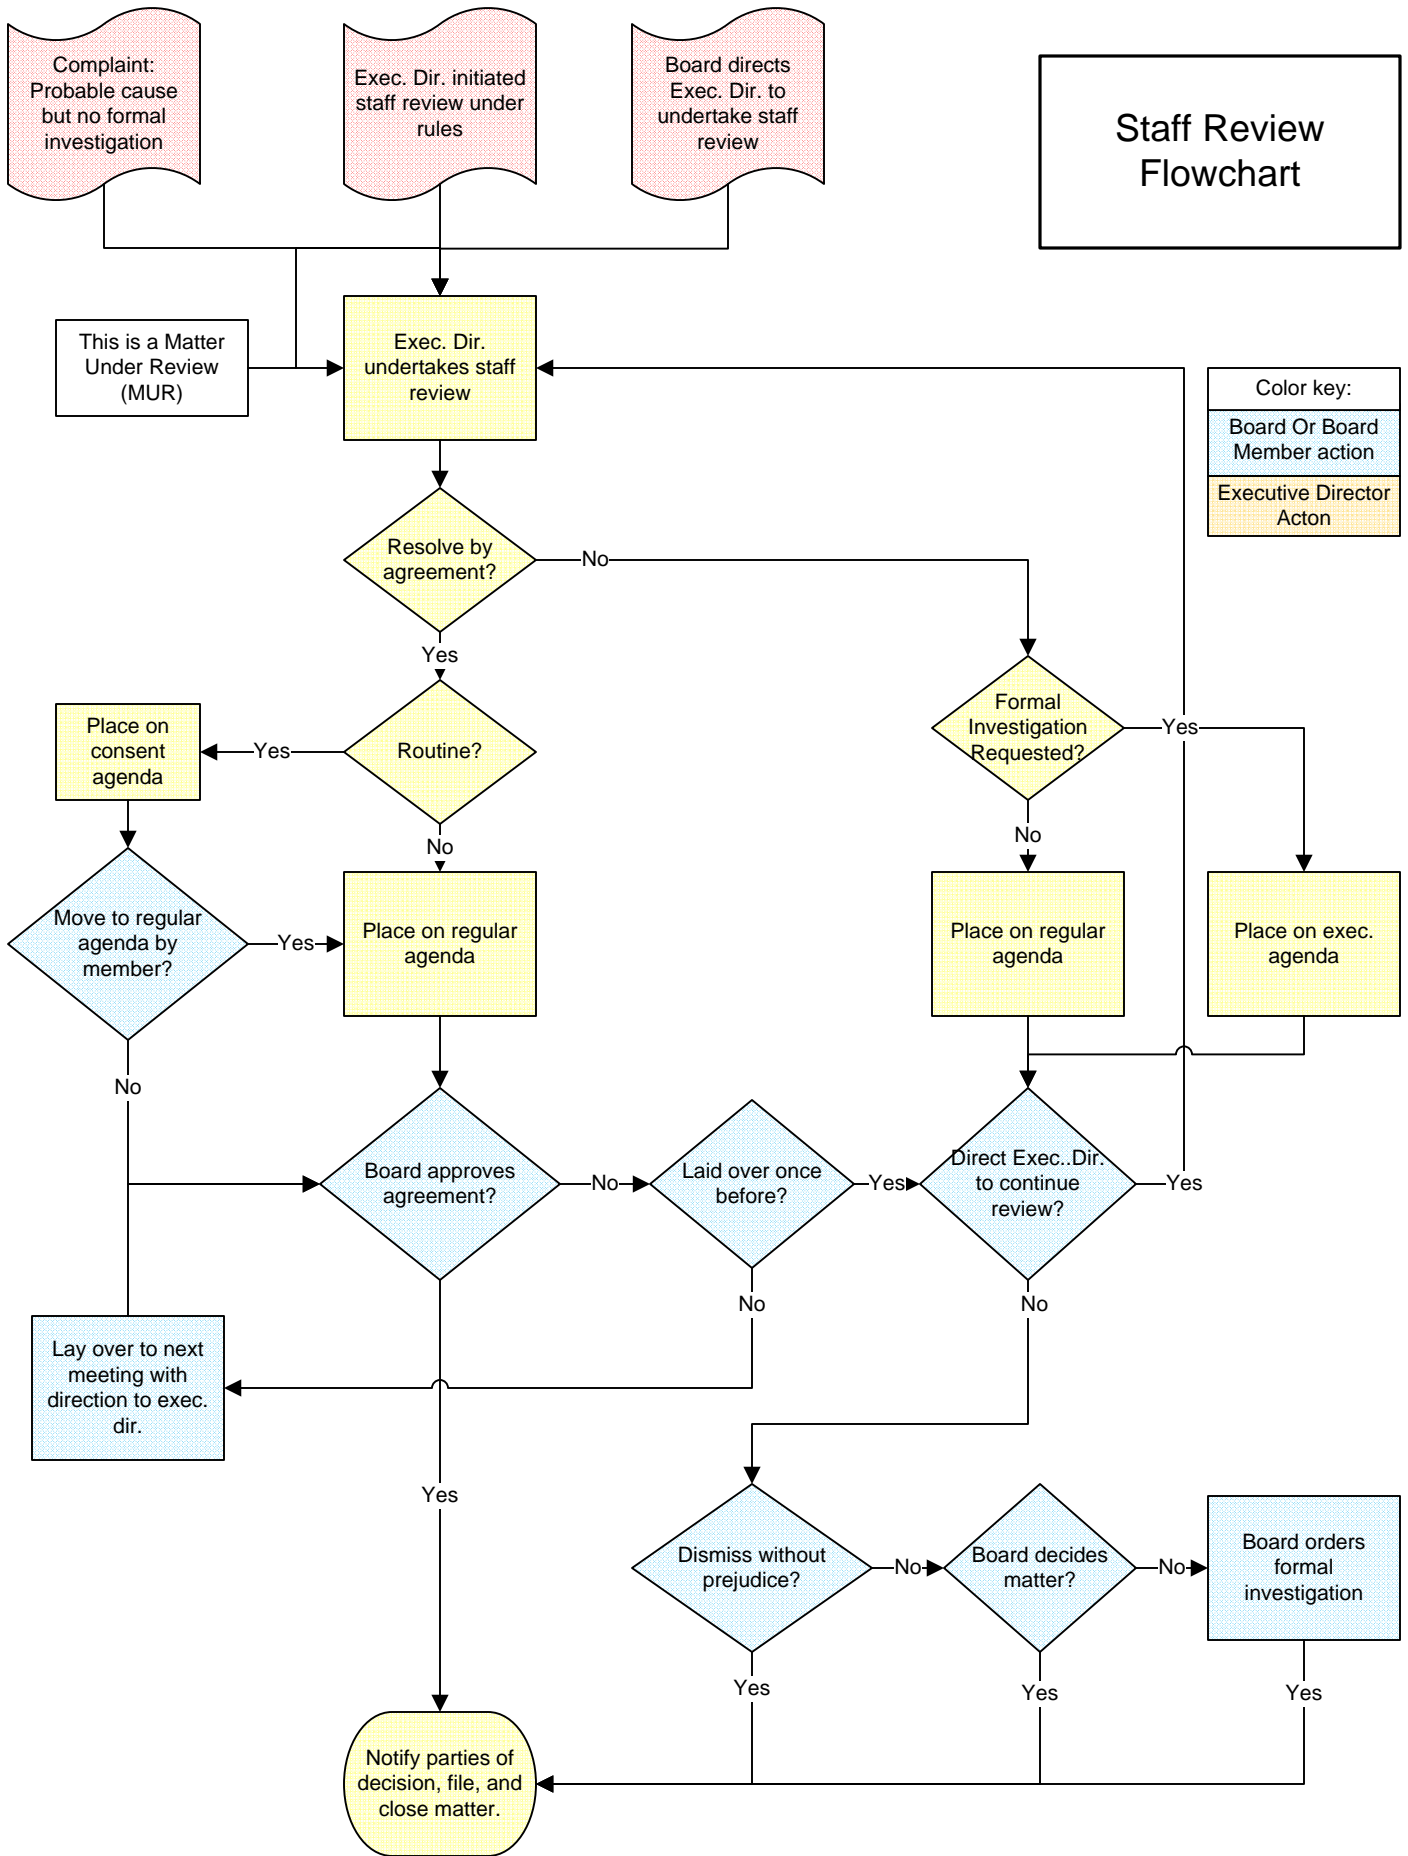 Complaint:
Probable cause
but no formal
investigation
Exec. Dir. initiated
staff review under
rules
Board directs
Exec. Dir. to
undertake staff
review
Staff Review
Flowchart
This is a Matter
Under Review
(MUR)
Exec. Dir.
undertakes staff
review
Color key:
Board Or Board
Member action
Executive Director
Acton
Resolve by
agreement?
No
Yes
Formal
Investigation
Requested?
Yes
Place on
consent
agenda
Yes
Routine?
No
No
Move to regular
agenda by
member?
Yes
Place on regular
agenda
Place on regular
agenda
Place on exec.
agenda
No
Board approves
agreement?
No
Laid over once
before?
Yes
Direct Exec..Dir.
to continue
review?
Yes
No
No
Lay over to next
meeting with
direction to exec.
dir.
Yes
Dismiss without
prejudice?
No
Board decides
matter?
No
Board orders
formal
investigation
Yes
Yes
Yes
Notify parties of
decision, file, and
close matter.